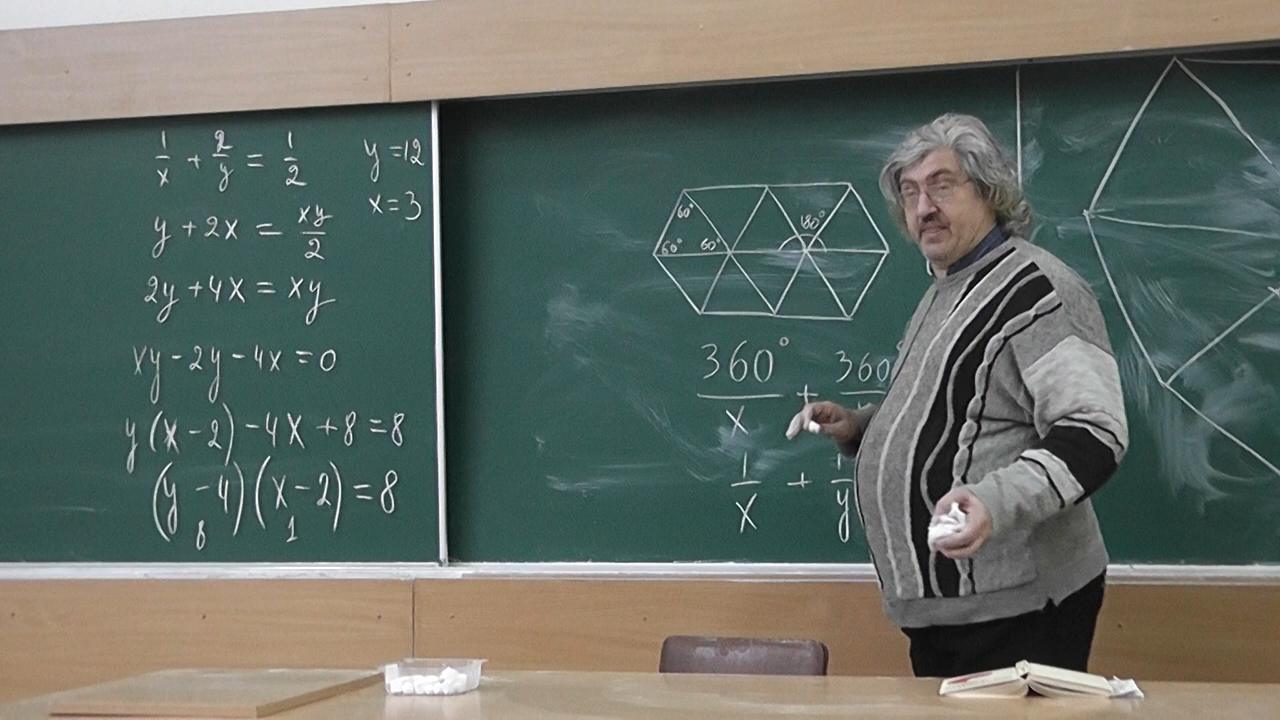 1/x + 2/y = 1/2
y = 12
x = 3
y + 2x = xy/2
2y + 4x = xy
xy - 2y - 4x = 0
y(x - 2) - 4x + 8 = 8
(y - 4)(x - 2) = 8
8 1
60°
60° 60°
180°
360°/x + 360°
1/x + 1/y